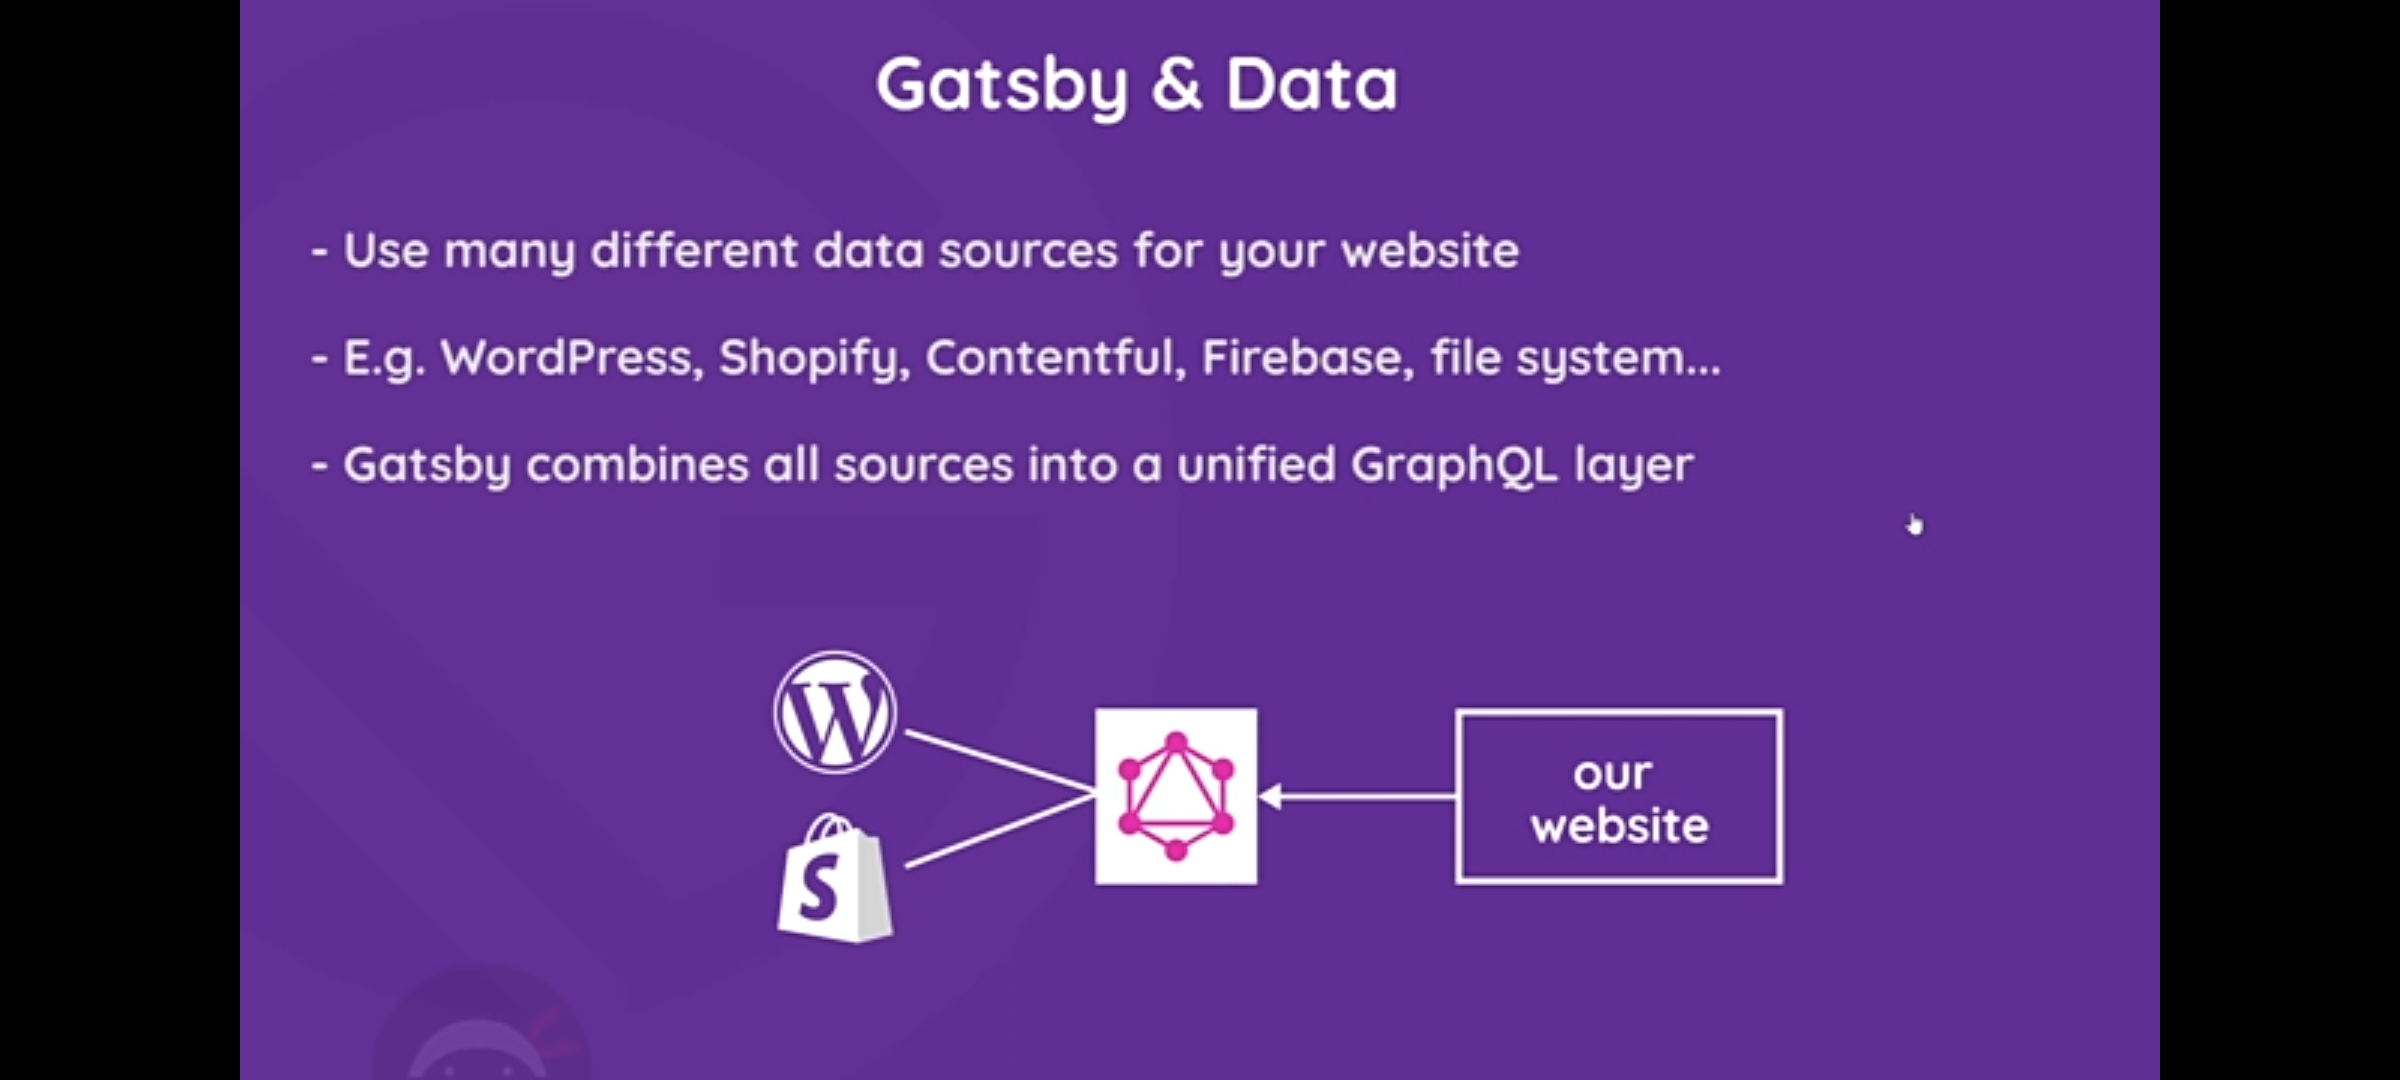 Gatsby & Data
- Use many different data sources for your website
- E.g. WordPress, Shopify, Contentful, Firebase, file system...
- Gatsby combines all sources into a unified GraphQL layer
W
S
our
website